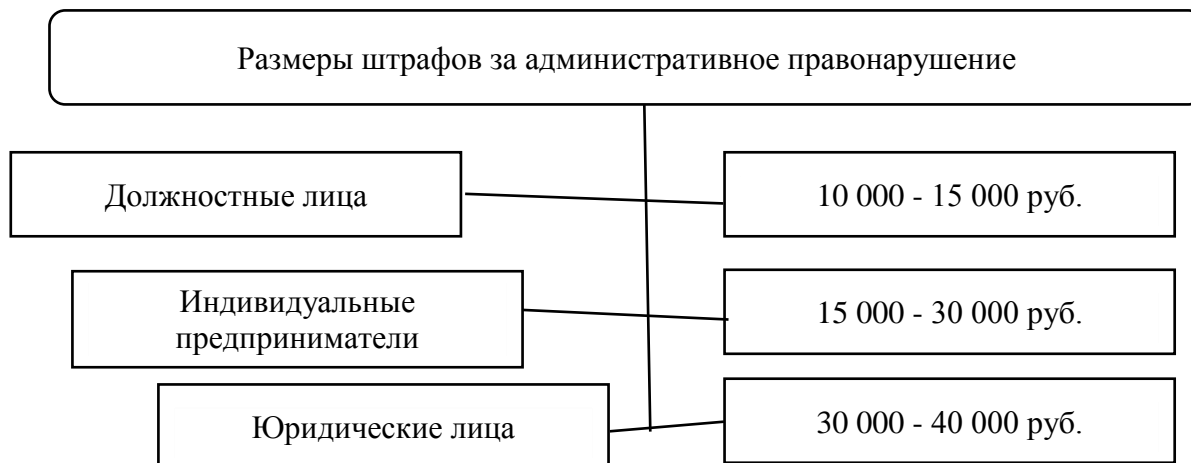 Размеры штрафов за административное правонарушение
Должностные лица
10 000 - 15 000 руб.
Индивидуальные
предприниматели
15 000 - 30 000 руб.
Юридические лица
30 000 - 40 000 руб.